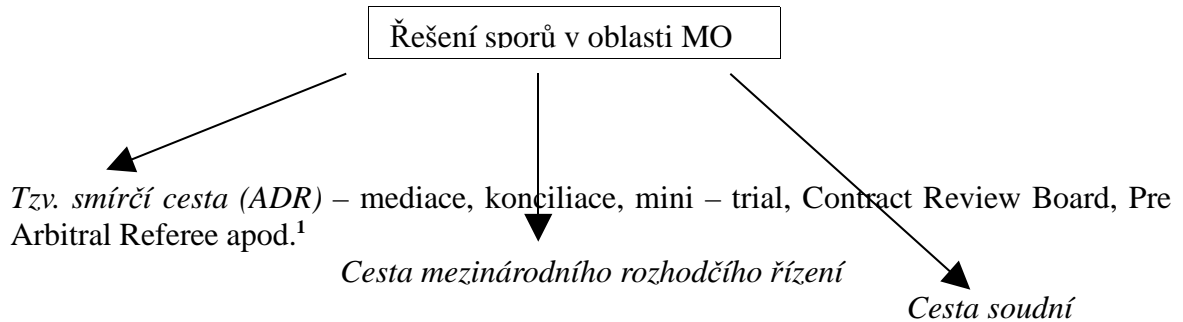 Řešení sporů v oblasti MO
Tzv. smírčí cesta (ADR) – mediace, konciliace, mini – trial, Contract Review Board, Pre
Arbitral Referee apod.¹
Cesta mezinárodního rozhodčího řízení
Cesta soudní